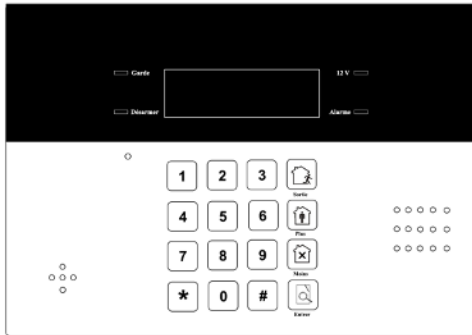 Garde
12 V
Désarmer
Alarme
1 2 3
Sortie
4 5 6
Plus
7 8 9
Moins
* 0 #
Entrer